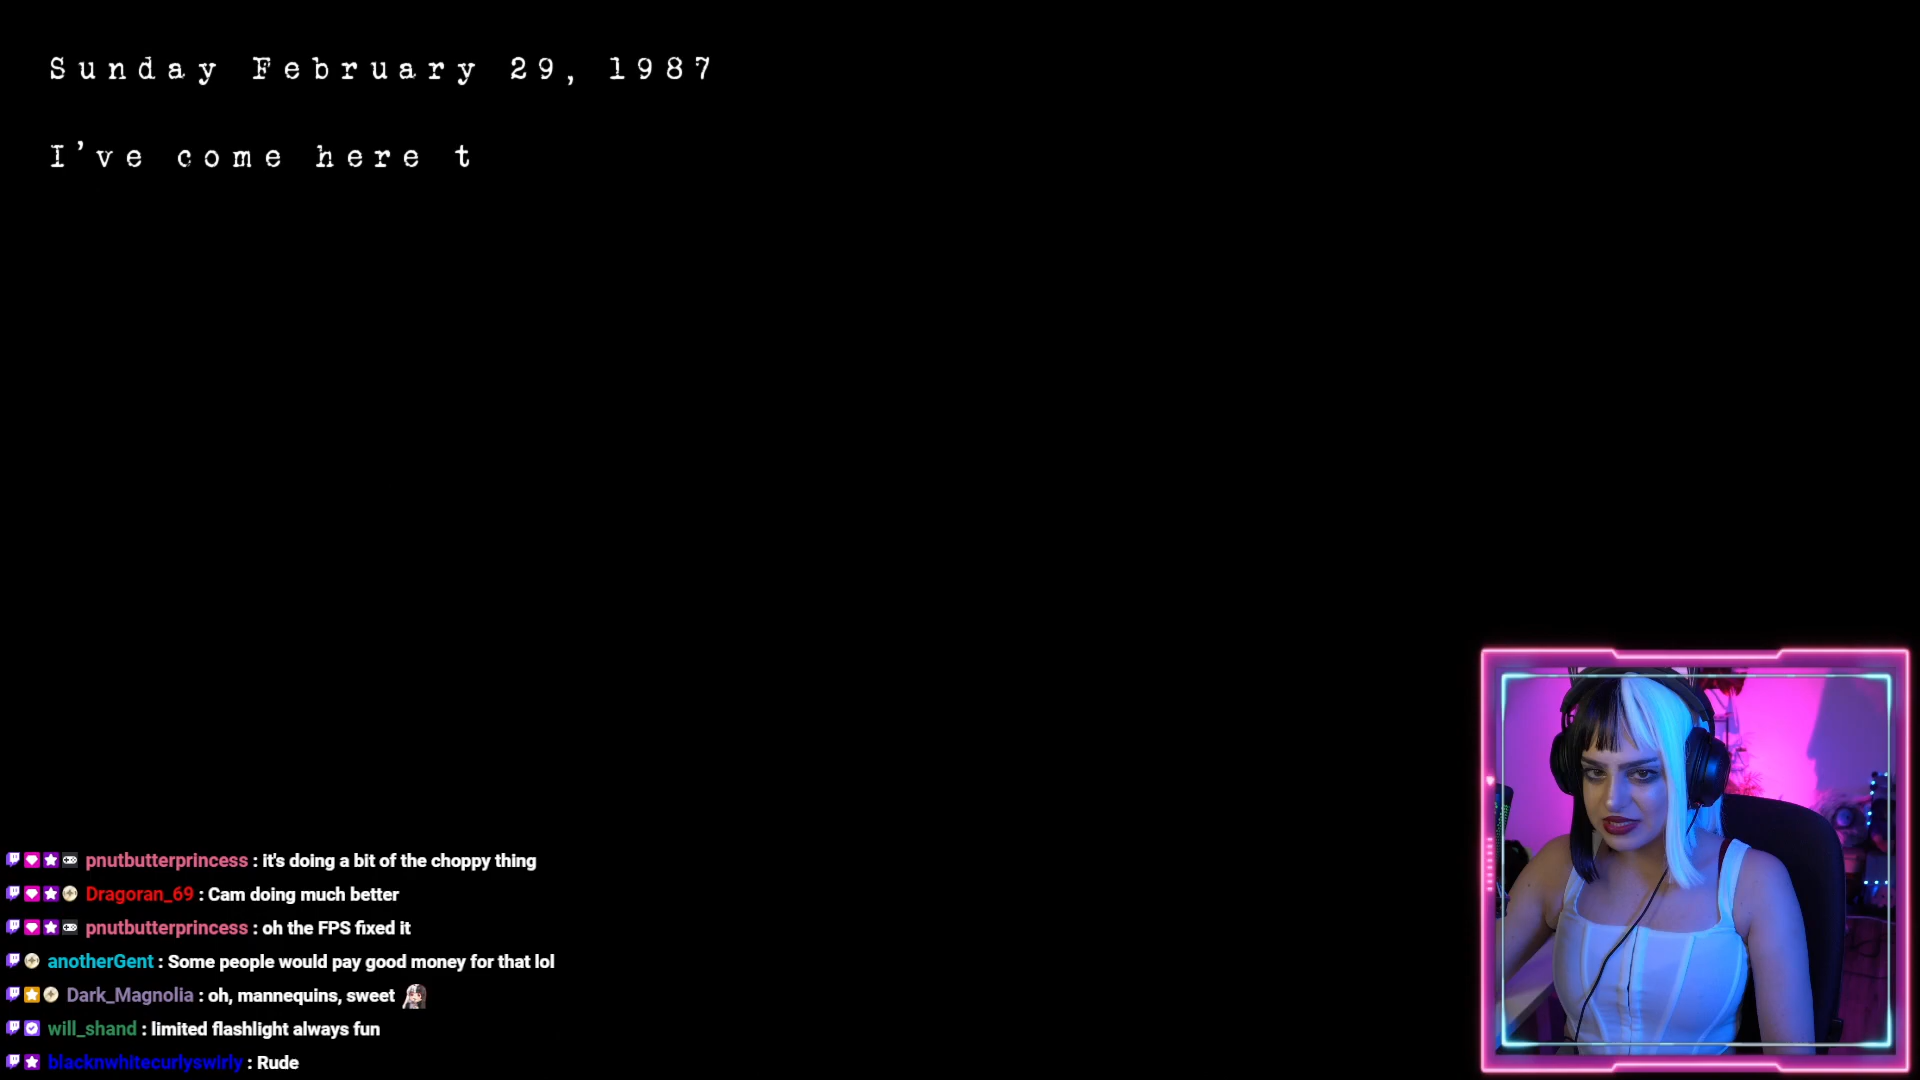 Sunday February 29, 1987
I’ve come here t
pnutbutterprincess : it's doing a bit of the choppy thing
Dragoran_69 : Cam doing much better
pnutbutterprincess : oh the FPS fixed it
anotherGent : Some people would pay good money for that lol
Dark_Magnolia : oh, mannequins, sweet
will_shand : limited flashlight always fun
blacknwhitecurlyswirly : Rude